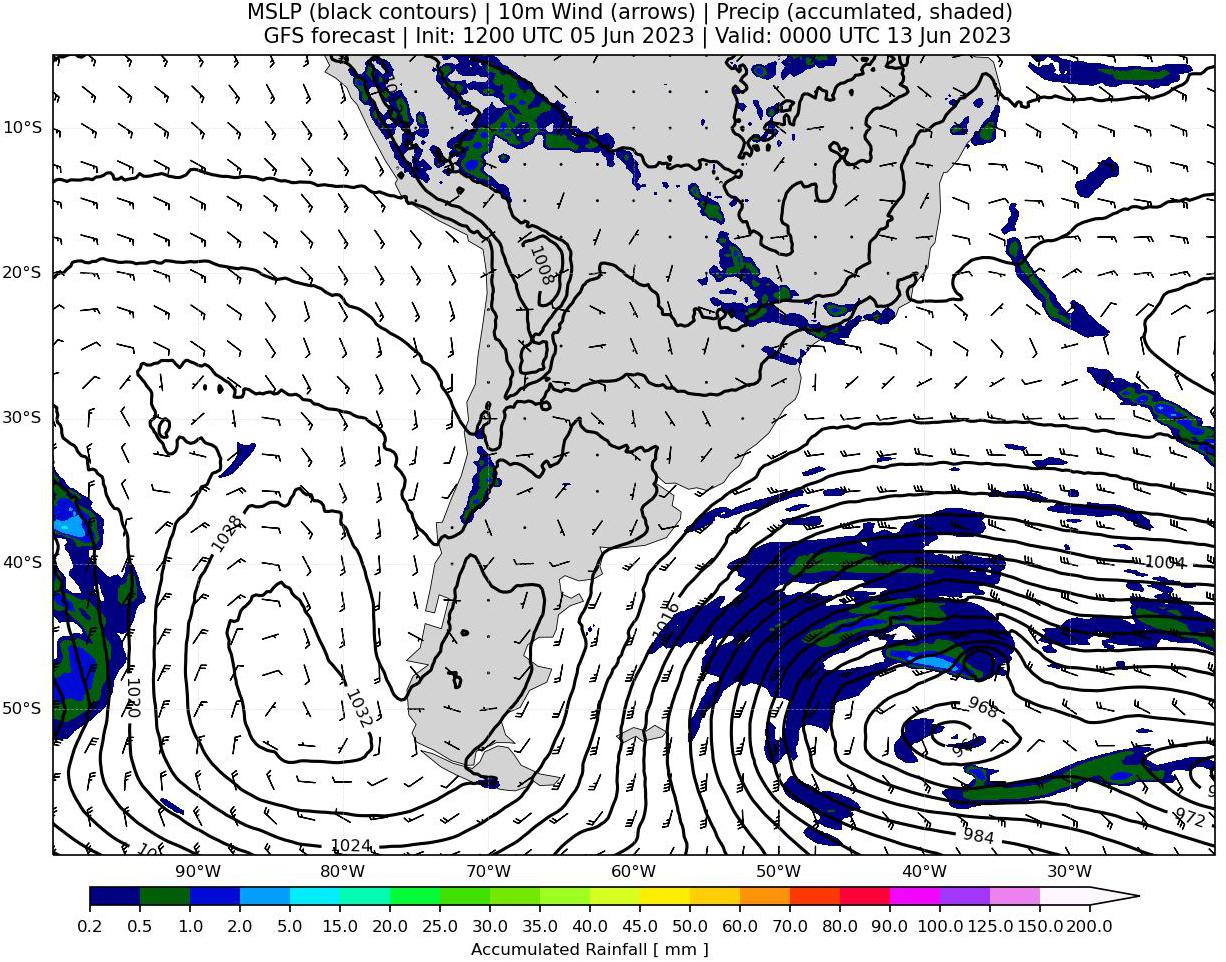 MSLP (black contours) | 10m Wind (arrows) | Precip (accumlated, shaded)
GFS forecast | Init: 1200 UTC 05 Jun 2023 | Valid: 0000 UTC 13 Jun 2023
10°S
1008
20°S
30°S
1028
40°S
1004
1016
1020
1032
968
50°S
972
984
1024
90°W 80°W 70°W 60°W 50°W 40°W 30°W
0.2 0.5 1.0 2.0 5.0 10.0 15.0 20.0 25.0 30.0 35.0 40.0 45.0 50.0 60.0 70.0 80.0 90.0 100.0 125.0 150.0 200.0
Accumulated Rainfall [ mm ]